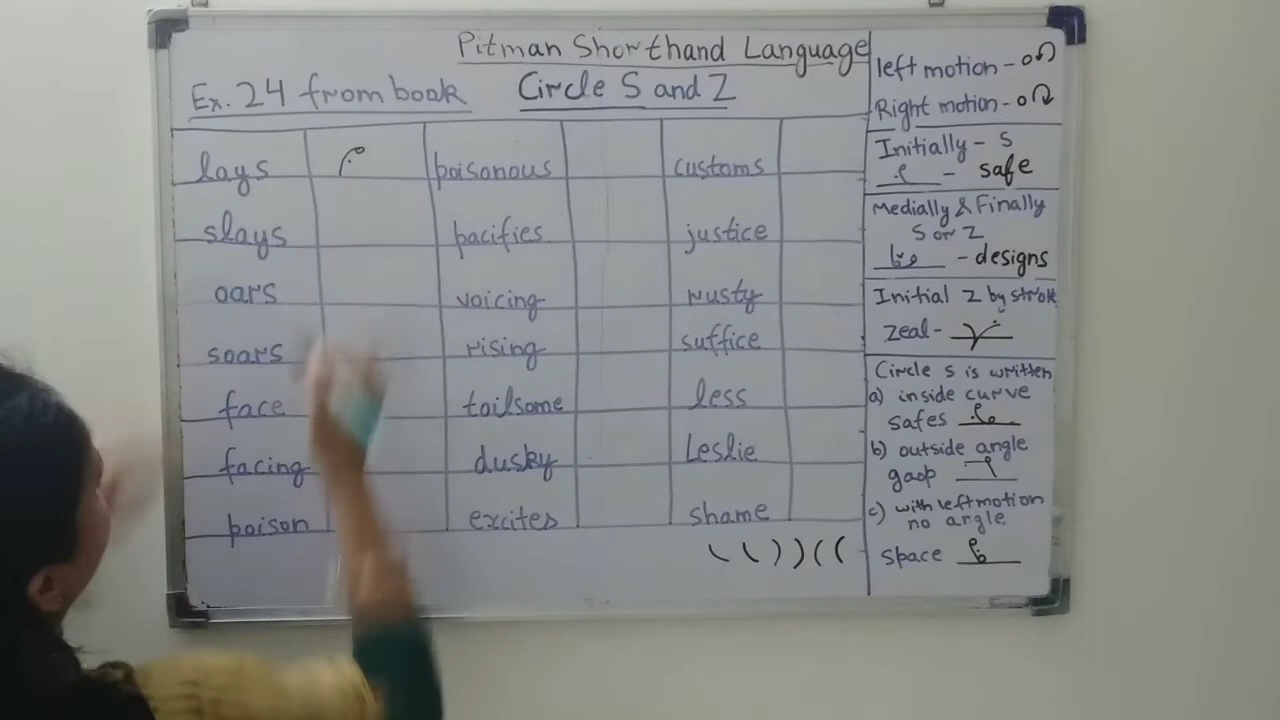 Pitman Shorthand Language
Ex. 24 from book Circle S and Z
lays poisonous customs
slays pacifies justice
oars voicing rusty
soars rising suffice
face toilsome less
facing dusky Leslie
poison excites shame
left motion -
Right motion -
Initially - S
- safe
Medially & Finally
S or Z
- designs
Initial Z by stroke
Zeal -
Circle S is written
a) inside curve
safes
b) outside angle
gasp
c) with left motion
no angle
space